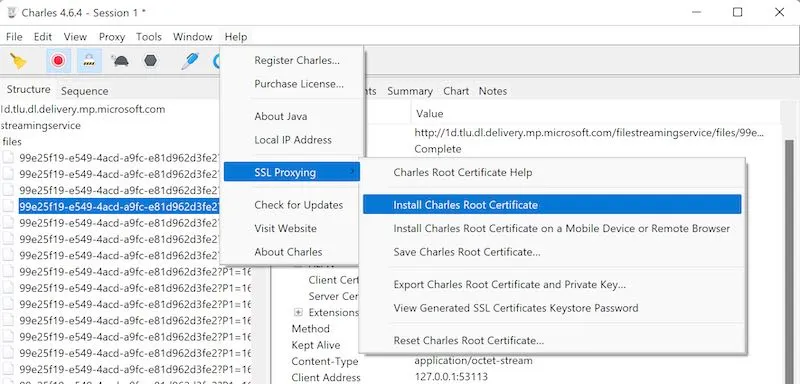 Charles 4.6.4 - Session 1 *
File Edit View Proxy Tools Window Help
Register Charles...
Purchase License...
About Java
Local IP Address
SSL Proxying
Check for Updates
Visit Website
About Charles
Charles Root Certificate Help
Install Charles Root Certificate
Install Charles Root Certificate on a Mobile Device or Remote Browser
Save Charles Root Certificate...
Export Charles Root Certificate and Private Key...
View Generated SSL Certificates Keystore Password
Reset Charles Root Certificate...
Structure Sequence
1d.tlu.dl.delivery.mp.microsoft.com
streamingservice
files
99e25f19-e549-4acd-a9fc-e81d962d3fe2?
99e25f19-e549-4acd-a9fc-e81d962d3fe2?
99e25f19-e549-4acd-a9fc-e81d962d3fe2?
99e25f19-e549-4acd-a9fc-e81d962d3fe2?
99e25f19-e549-4acd-a9fc-e81d962d3fe2?
99e25f19-e549-4acd-a9fc-e81d962d3fe2?
99e25f19-e549-4acd-a9fc-e81d962d3fe2?P1=16
99e25f19-e549-4acd-a9fc-e81d962d3fe2?P1=16
99e25f19-e549-4acd-a9fc-e81d962d3fe2?P1=16
99e25f19-e549-4acd-a9fc-e81d962d3fe2?P1=16
99e25f19-e549-4acd-a9fc-e81d962d3fe2?P1=16
99e25f19-e549-4acd-a9fc-e81d962d3fe2?P1=16
99e25f19-e549-4acd-a9fc-e81d962d3fe2?P1=16
Summary Chart Notes
Value
http://1d.tlu.dl.delivery.mp.microsoft.com/filestreamingservice/files/99e...
Complete
Client Cert
Server Cer
Extensions
Method
Kept Alive
Content-Type application/octet-stream
Client Address 127.0.0.1:53113